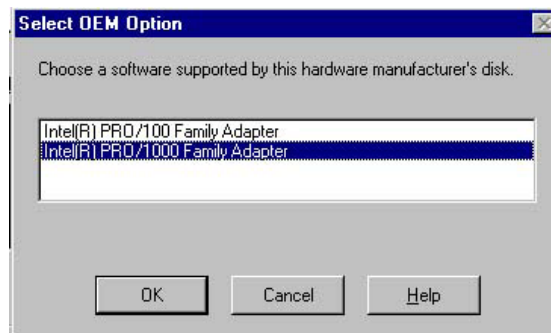 Select OEM Option
Choose a software supported by this hardware manufacturer's disk.
Intel(R) PRO/100 Family Adapter
Intel(R) PRO/1000 Family Adapter
OK Cancel Help